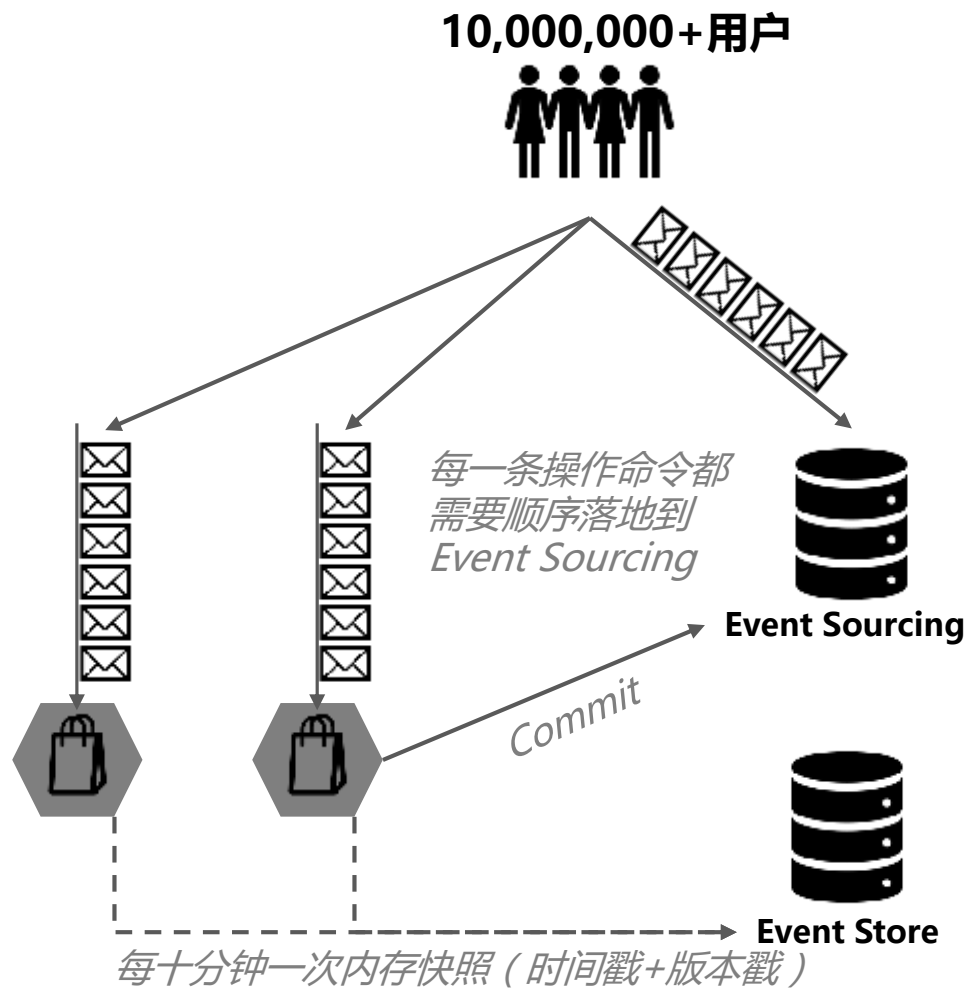 10,000,000+用户
每一条操作命令都
需要顺序落地到
Event Sourcing
Event Sourcing
Commit
Event Store
每十分钟一次内存快照（时间戳+版本戳）